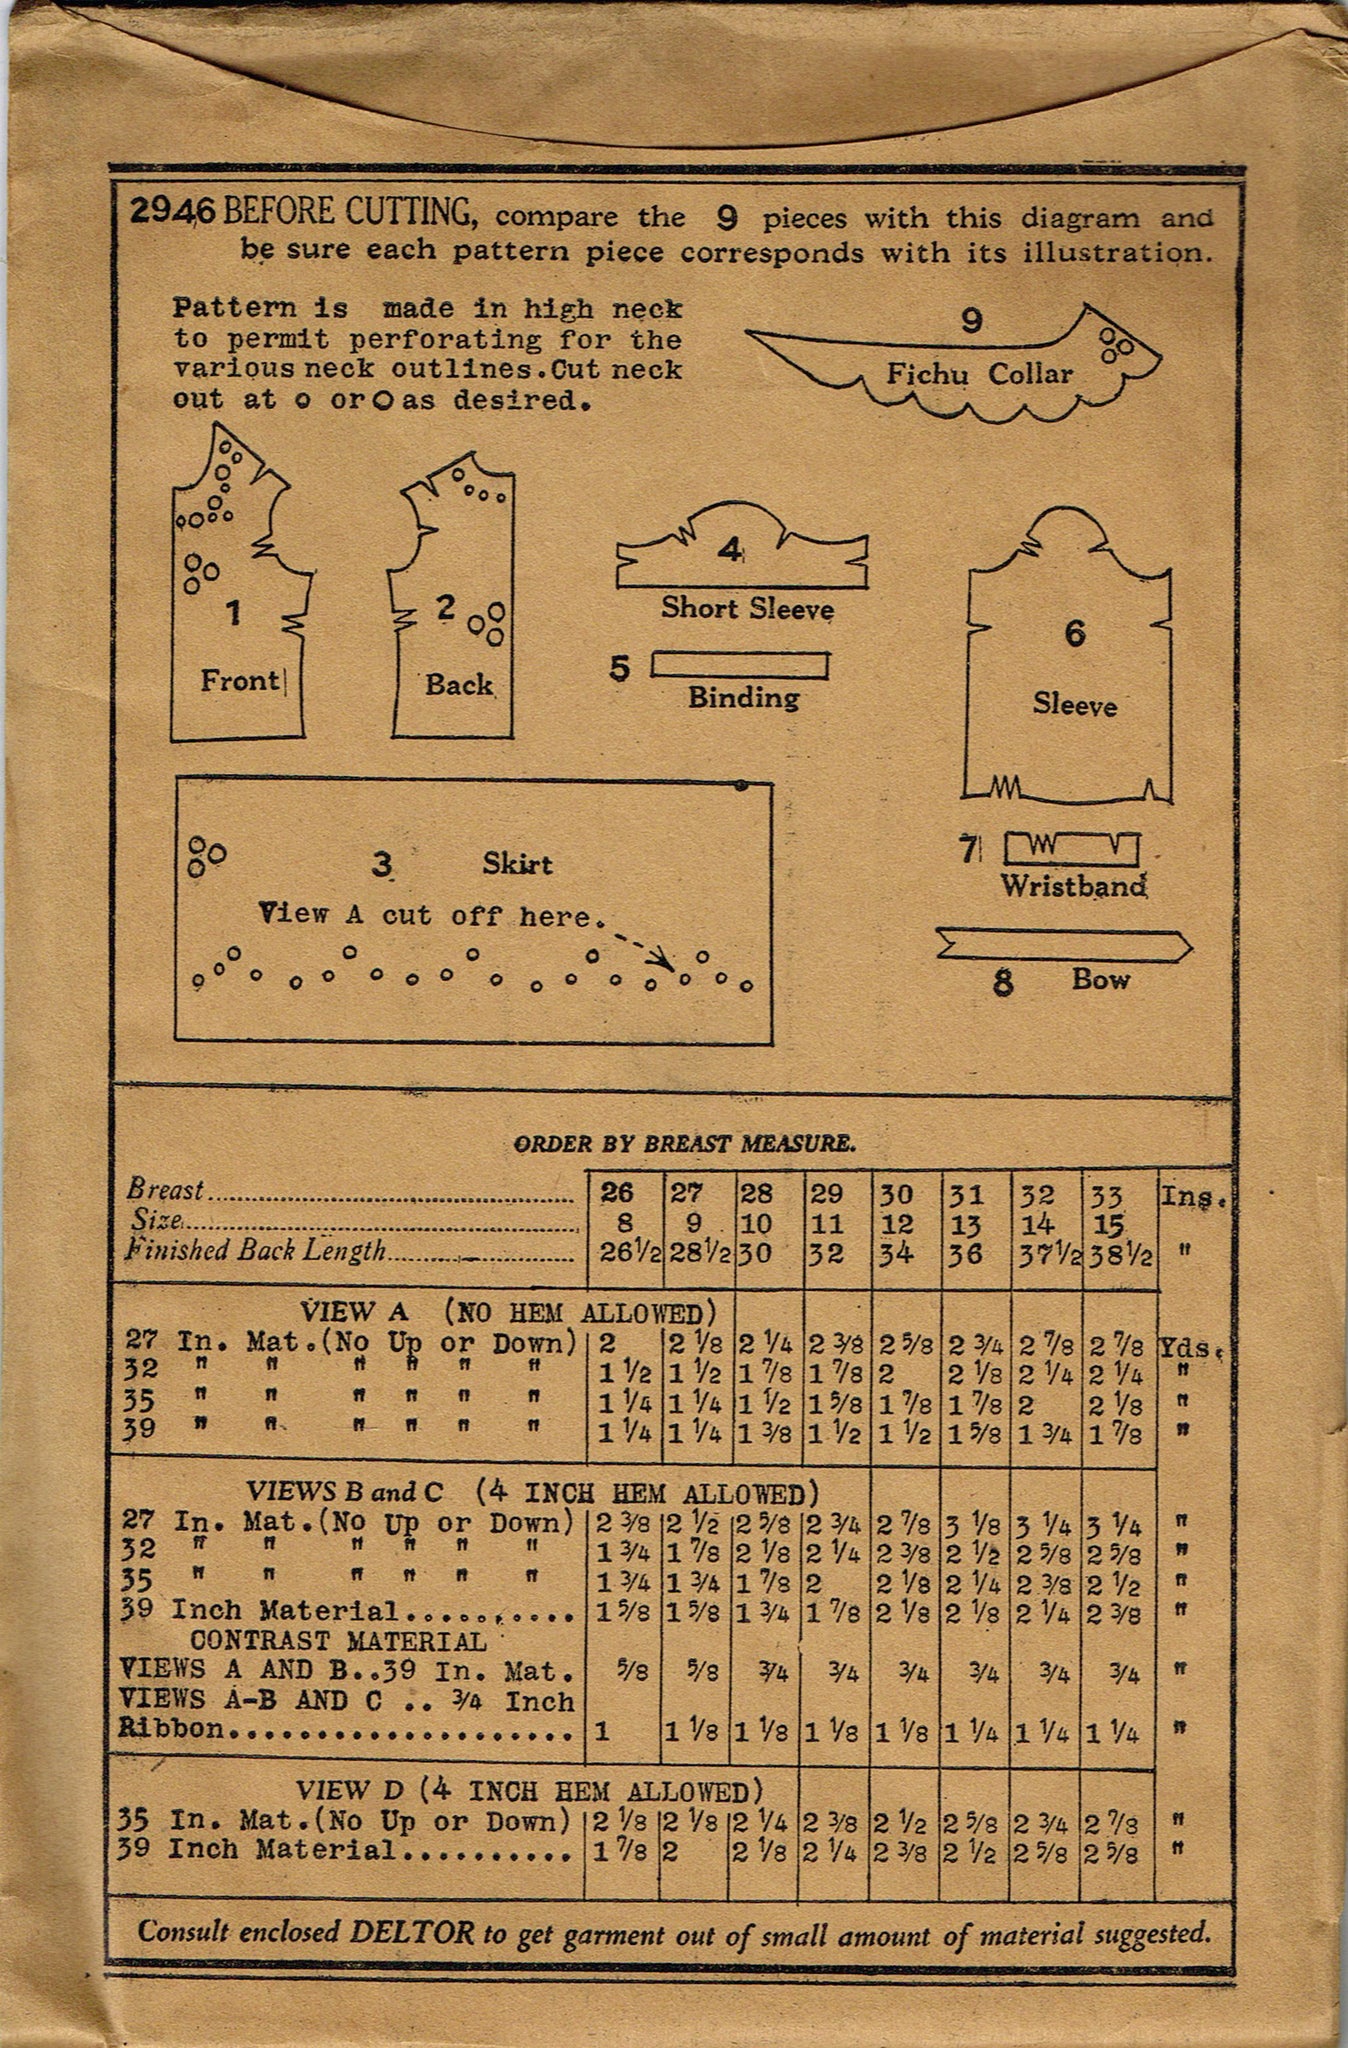 2946 BEFORE CUTTING, compare the 9 pieces with this diagram and
be sure each pattern piece corresponds with its illustration.
Pattern is made in high neck
to permit perforating for the
various neck outlines. Cut neck
out at o or O as desired.
9
Fichu Collar
1
Front
2
Back
4
Short Sleeve
5
Binding
6
Sleeve
3 Skirt
View A cut off here.
7
Wristband
8 Bow
ORDER BY BREAST MEASURE.
Breast 26 27 28 29 30 31 32 33 Ins.
Size 8 9 10 11 12 13 14 15
Finished Back Length 26 1/2 28 1/2 30 32 34 36 37 1/2 38 1/2 "
VIEW A (NO HEM ALLOWED)
27 In. Mat.(No Up or Down) 2 2 1/8 2 1/4 2 3/8 2 5/8 2 3/4 2 7/8 2 7/8 Yds.
32 " " " " " " 1 1/2 1 1/2 1 7/8 1 7/8 2 2 1/8 2 1/4 2 1/4 "
35 " " " " " " 1 1/4 1 1/4 1 1/2 1 5/8 1 7/8 1 7/8 2 2 1/8 "
39 " " " " " " 1 1/4 1 1/4 1 3/8 1 1/2 1 1/2 1 5/8 1 3/4 1 7/8 "
VIEWS B and C (4 INCH HEM ALLOWED)
27 In. Mat.(No Up or Down) 2 3/8 2 1/2 2 5/8 2 3/4 2 7/8 3 1/8 3 1/4 3 1/4 "
32 " " " " " " 1 3/4 1 7/8 2 1/8 2 1/4 2 3/8 2 1/2 2 5/8 2 5/8 "
35 " " " " " " 1 3/4 1 3/4 1 7/8 2 2 1/8 2 1/4 2 3/8 2 1/2 "
39 Inch Material.......... 1 5/8 1 5/8 1 3/4 1 7/8 2 1/8 2 1/8 2 1/4 2 3/8 "
CONTRAST MATERIAL
VIEWS A AND B..39 In. Mat. 5/8 5/8 3/4 3/4 3/4 3/4 3/4 3/4 "
VIEWS A-B AND C .. 3/4 Inch
Ribbon.................... 1 1 1/8 1 1/8 1 1/8 1 1/8 1 1/4 1 1/4 1 1/4 "
VIEW D (4 INCH HEM ALLOWED)
35 In. Mat.(No Up or Down) 2 1/8 2 1/8 2 1/4 2 3/8 2 1/2 2 5/8 2 3/4 2 7/8 "
39 Inch Material.......... 1 7/8 2 2 1/8 2 1/4 2 3/8 2 1/2 2 5/8 2 5/8 "
Consult enclosed DELTOR to get garment out of small amount of material suggested.